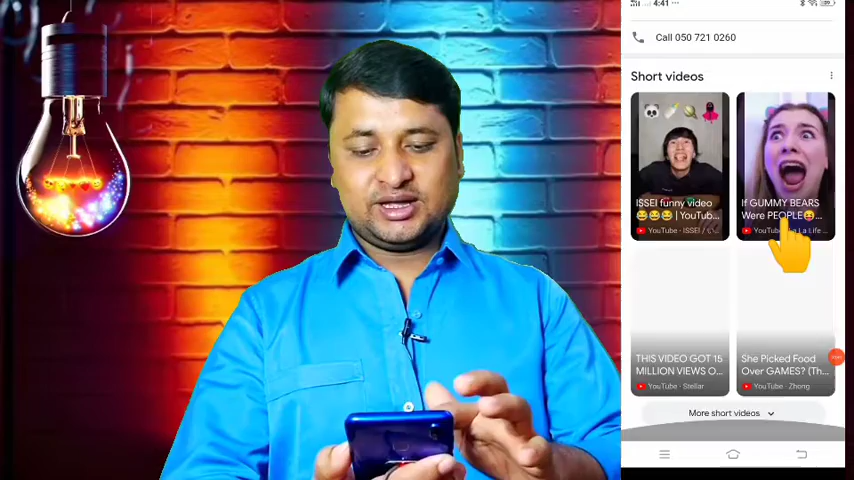 4:41 ...
Call 050 721 0260
Short videos
ISSEI funny video
😂😂😂 | YouTub...
YouTube · ISSEI /
If GUMMY BEARS
Were PEOPLE😝...
La Life ...
THIS VIDEO GOT 15
MILLION VIEWS O...
YouTube · Stellar
She Picked Food
Over GAMES? (Th...
YouTube · Zhong
More short videos